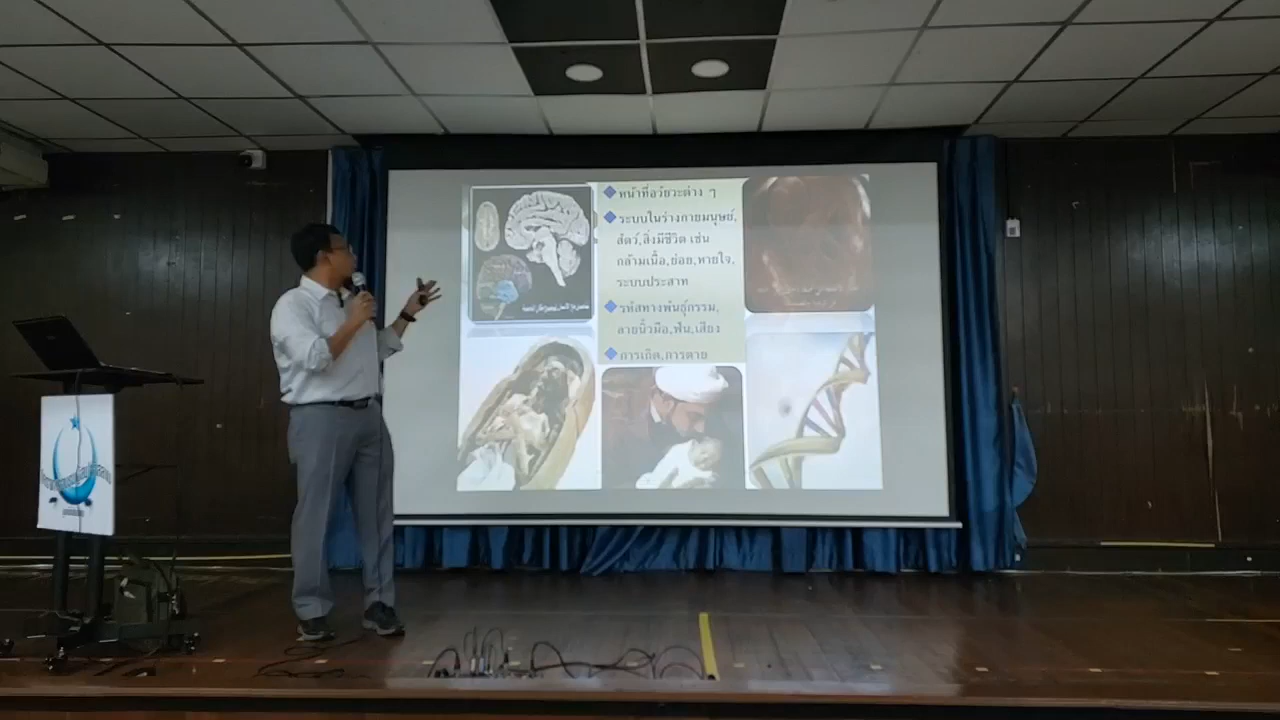 หน้าที่อวัยวะต่าง ๆ
ระบบในร่างกายมนุษย์,
สัตว์,สิ่งมีชีวิต เช่น
กล้ามเนื้อ,ย่อย,หายใจ,
ระบบประสาท
รหัสทางพันธุ์กรรม,
ลายนิ้วมือ,ฟัน,เสียง
การเกิด,การตาย